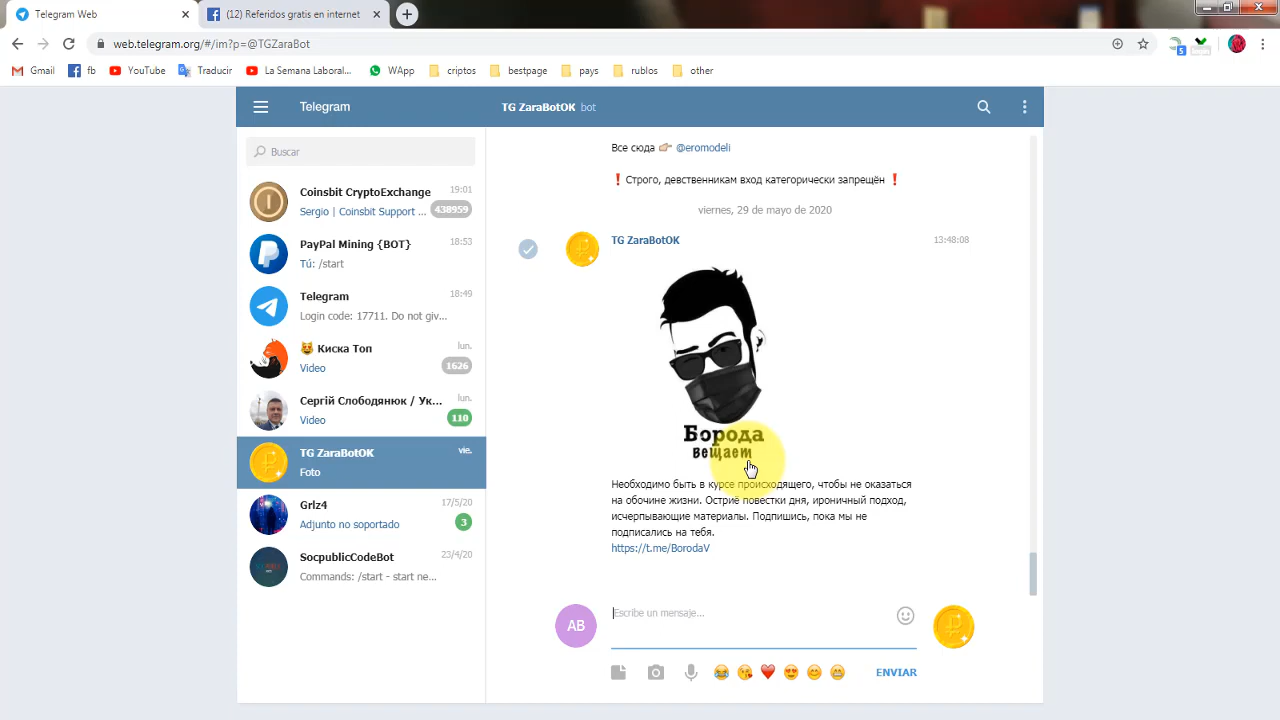 Telegram Web
(12) Referidos gratis en internet
web.telegram.org/#/im?p=@TGZaraBot
5
Gmail
fb
YouTube
Traducir
La Semana Laboral...
WApp
criptos
bestpage
pays
rublos
other
Telegram
TG ZaraBotOK bot
Buscar
Coinsbit CryptoExchange 19:01
Sergio | Coinsbit Support ... 438959
PayPal Mining {BOT} 18:53
Tú: /start
Telegram 18:49
Login code: 17711. Do not giv...
😺 Киска Топ lun.
Video 1626
Сергій Слободянюк / Ук... lun.
Video 110
TG ZaraBotOK vie.
Foto
Grlz4 17/5/20
Adjunto no soportado 3
SocpublicCodeBot 23/4/20
Commands: /start - start ne...
Все сюда 👉🏼 @eromodeli
❗ Строго, девственникам вход категорически запрещён ❗
viernes, 29 de mayo de 2020
TG ZaraBotOK 13:48:08
Борода
вещает
Необходимо быть в курсе происходящего, чтобы не оказаться
на обочине жизни. Остриё повестки дня, ироничный подход,
исчерпывающие материалы. Подпишись, пока мы не
подписались на тебя.
https://t.me/BorodaV
AB
Escribe un mensaje...
ENVIAR